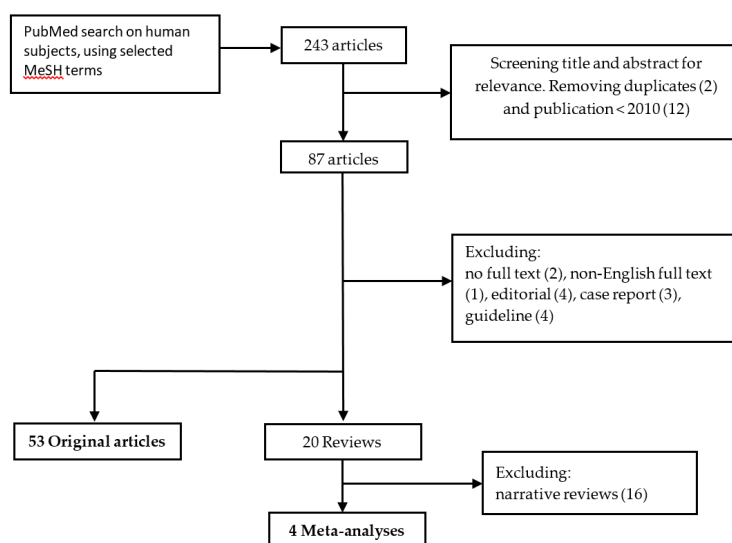 PubMed search on human
subjects, using selected
MeSH terms
243 articles
Screening title and abstract for
relevance. Removing duplicates (2)
and publication < 2010 (12)
87 articles
Excluding:
no full text (2), non-English full text
(1), editorial (4), case report (3),
guideline (4)
53 Original articles
20 Reviews
Excluding:
narrative reviews (16)
4 Meta-analyses